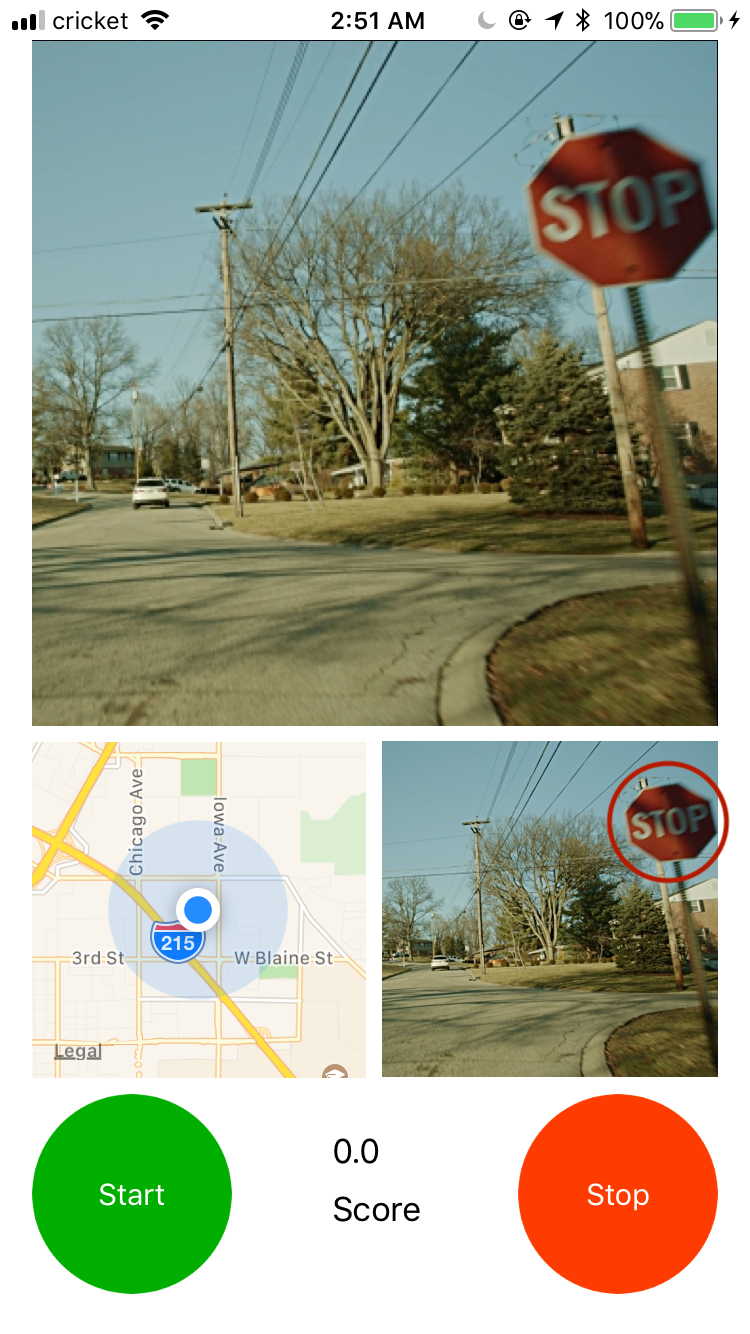 cricket 2:51 AM 100%
STOP
Chicago Ave
Iowa Ave
STOP
215
3rd St
W Blaine St
Legal
0.0
Start
Stop
Score